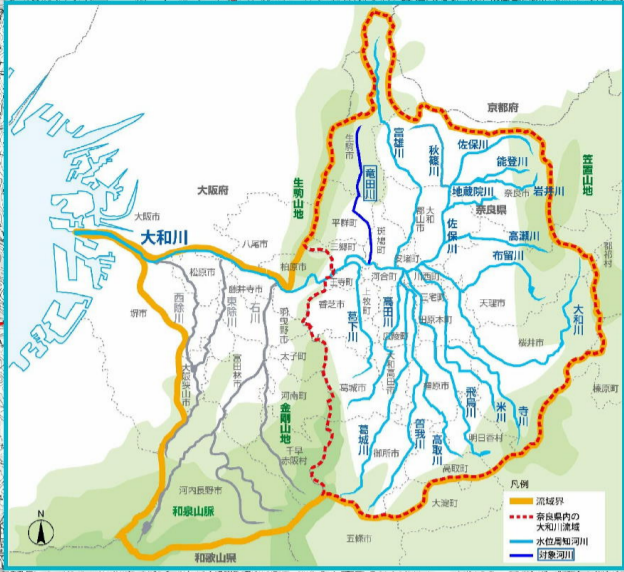 京都府
富雄川
秋篠川
佐保川
能登川
生駒市
竜田川
笠置山地
地蔵院川
奈良市
岩井川
大阪府
生駒山地
奈良県
大和郡山市
大阪市
平群町
斑鳩町
佐保川
高瀬川
大和川
八尾市
三郷町
安堵町
布留川
都祁村
柏原市
王寺町
河合町
川西町
松原市
藤井寺市
香芝市
上牧町
三宅町
天理市
大和川
西除川
東除川
石川
羽曳野市
葛下川
高田川
田原本町
堺市
広陵町
太子町
桜井市
富田林市
大和高田市
大阪狭山市
葛城市
橿原市
榛原町
河南町
金剛山地
飛鳥川
米川
寺川
葛城川
曽我川
高取川
千早赤阪村
御所市
明日香村
高取町
河内長野市
大淀町
和泉山脈
五條市
和歌山県
N
凡例
流域界
奈良県内の
大和川流域
水位周知河川
対象河川